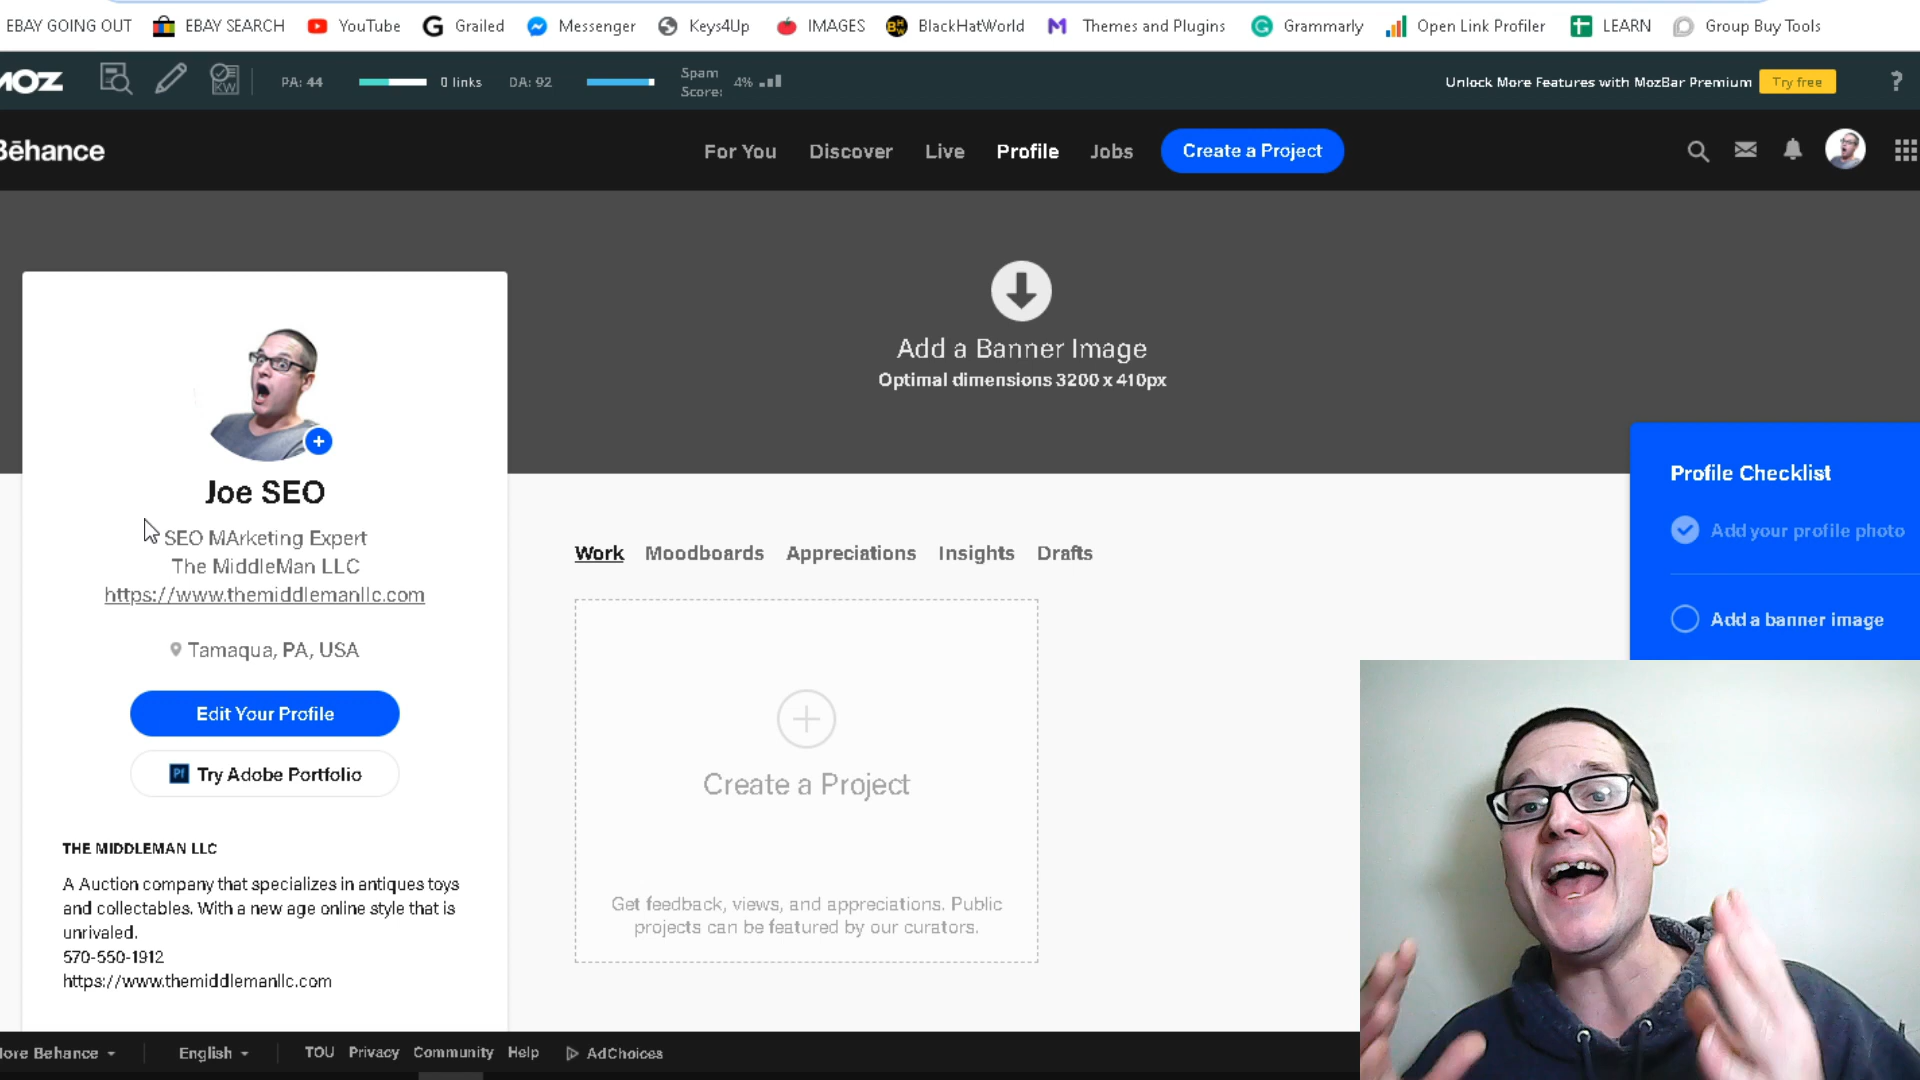 EBAY GOING OUT EBAY SEARCH YouTube Grailed Messenger Keys4Up IMAGES BlackHatWorld Themes and Plugins Grammarly Open Link Profiler LEARN Group Buy Tools
MOZ KW PA: 44 0 links DA: 92 Spam Score: 4% Unlock More Features with MozBar Premium Try free ?
Bēhance For You Discover Live Profile Jobs Create a Project
Add a Banner Image
Optimal dimensions 3200 x 410px
Joe SEO
SEO MArketing Expert
The MiddleMan LLC
https://www.themiddlemanllc.com
Tamaqua, PA, USA
Edit Your Profile
Pf Try Adobe Portfolio
THE MIDDLEMAN LLC
A Auction company that specializes in antiques toys
and collectables. With a new age online style that is
unrivaled.
570-550-1912
https://www.themiddlemanllc.com
Work Moodboards Appreciations Insights Drafts
Create a Project
Get feedback, views, and appreciations. Public
projects can be featured by our curators.
Profile Checklist
Add your profile photo
Add a banner image
More Behance English TOU Privacy Community Help AdChoices